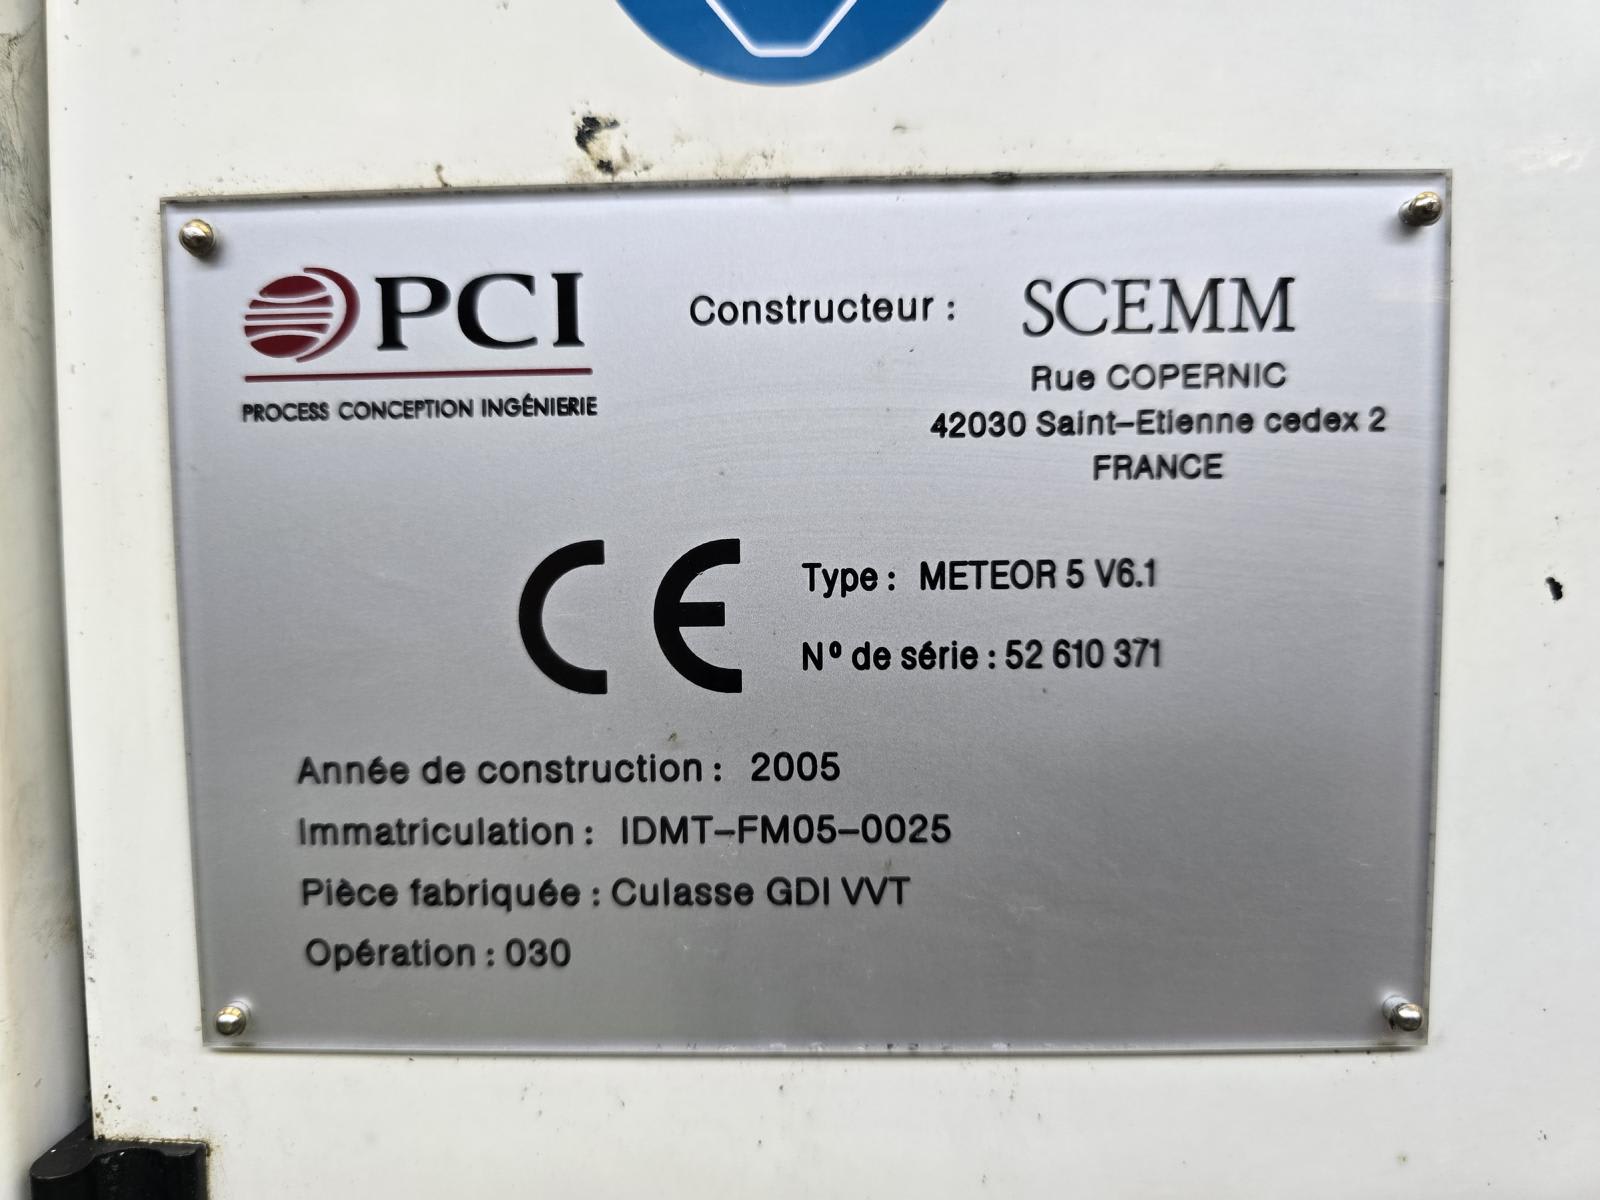 PCI
PROCESS CONCEPTION INGÉNIERIE
Constructeur : SCEMM
Rue COPERNIC
42030 Saint-Etienne cedex 2
FRANCE
CE
Type : METEOR 5 V6.1
Nº de série : 52 610 371
Année de construction : 2005
Immatriculation : IDMT-FM05-0025
Pièce fabriquée : Culasse GDI VVT
Opération : 030